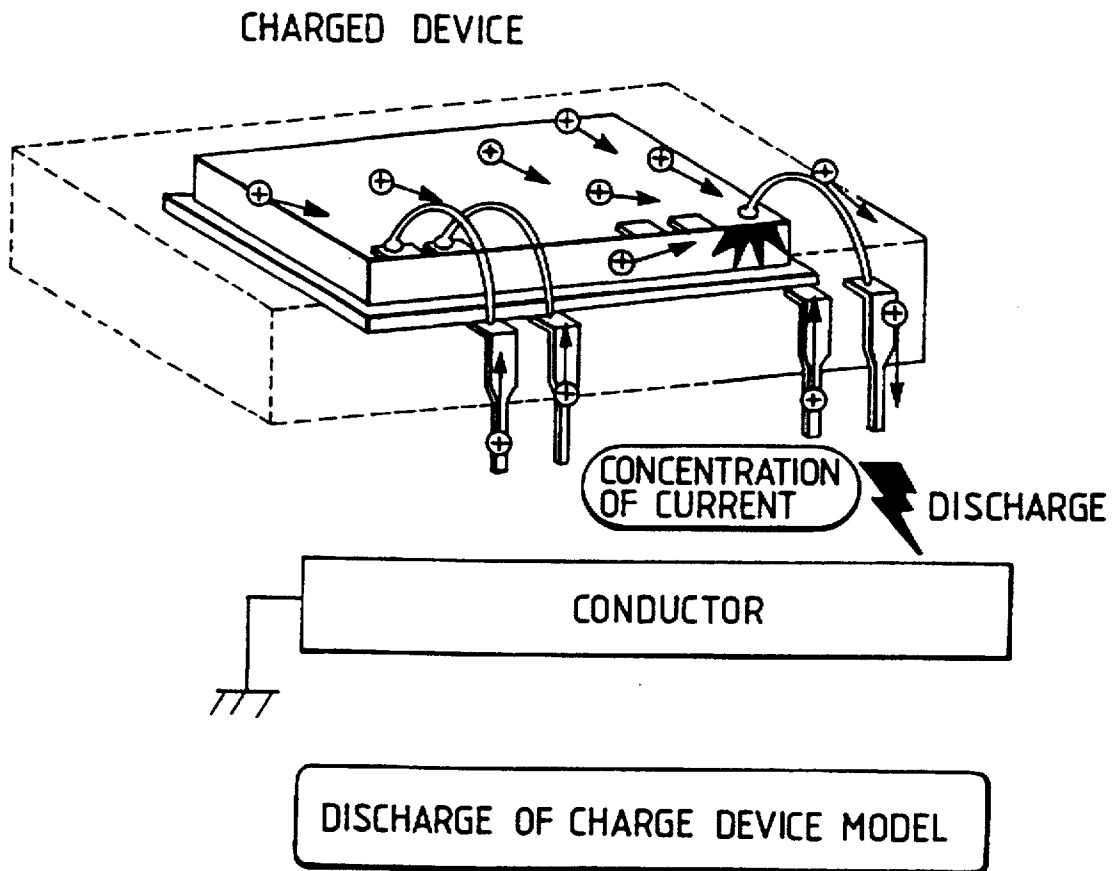 CHARGED DEVICE
CONCENTRATION
OF CURRENT
DISCHARGE
CONDUCTOR
DISCHARGE OF CHARGE DEVICE MODEL